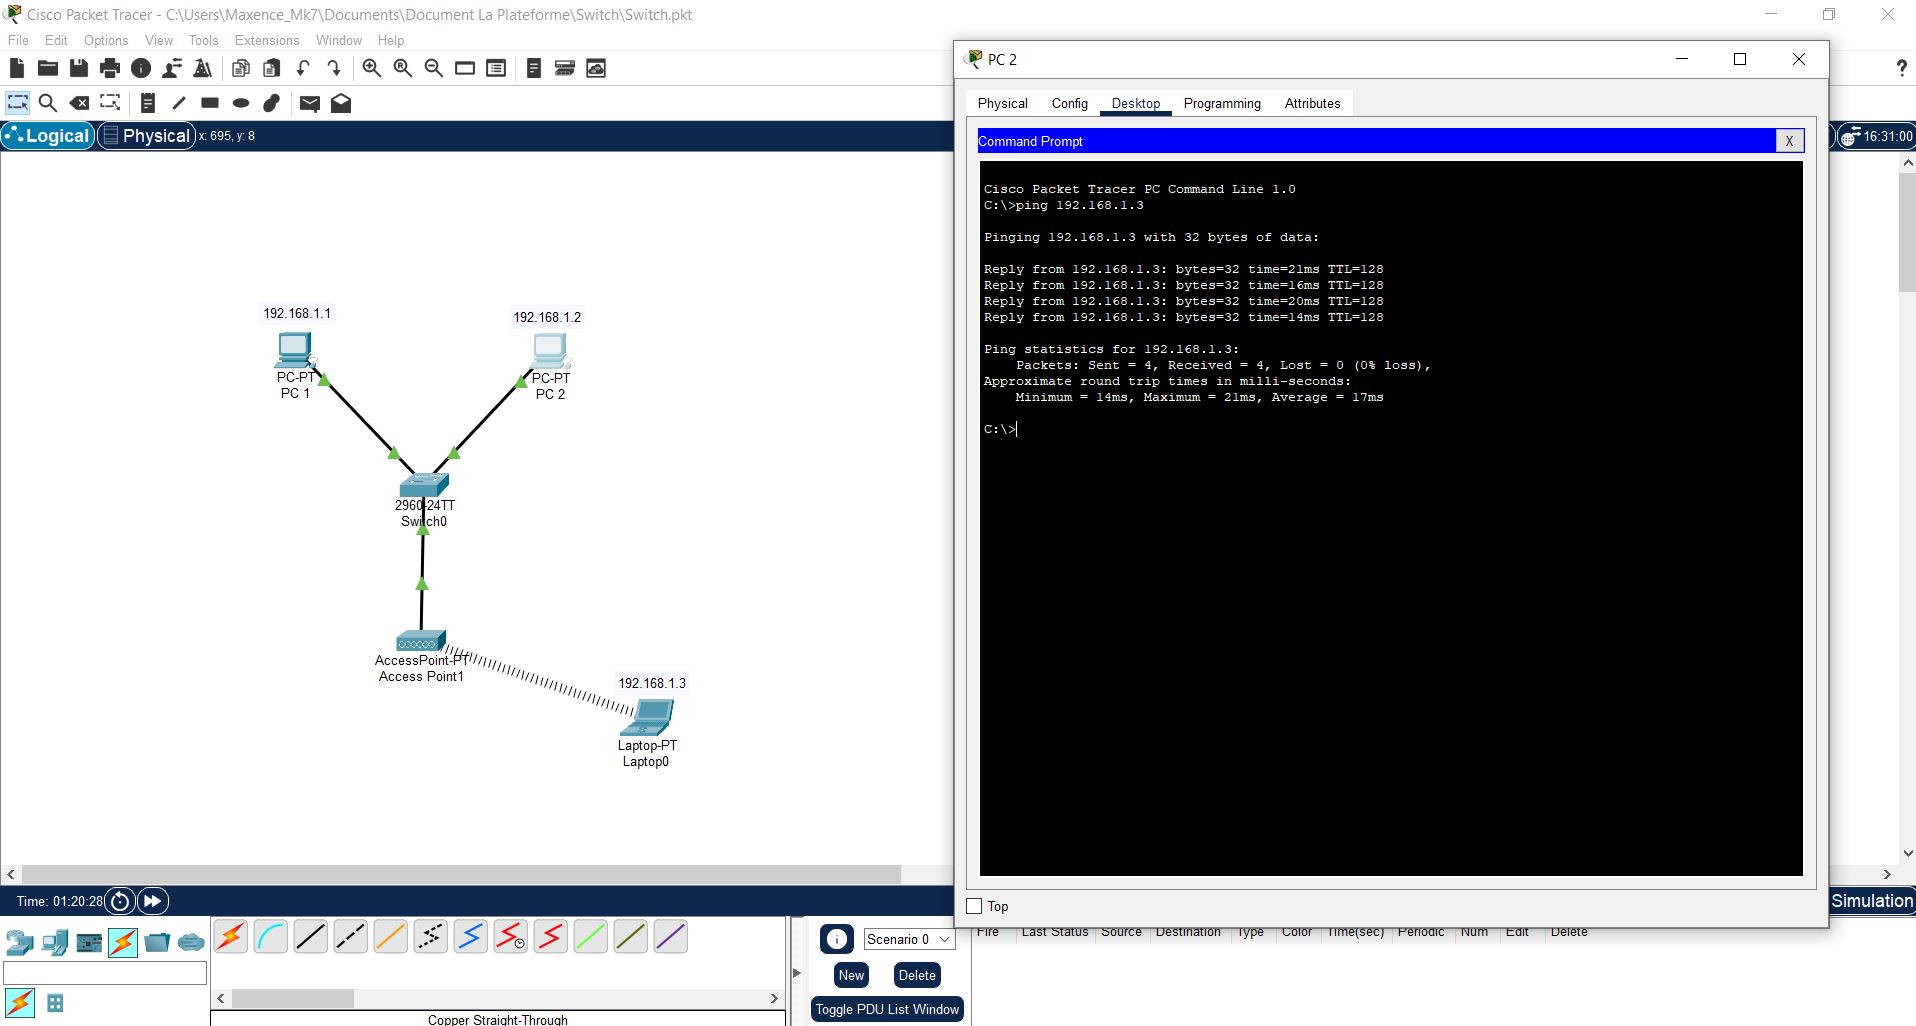 Cisco Packet Tracer - C:\Users\Maxence_Mk7\Documents\Document La Plateforme\Switch\Switch.pkt
File Edit Options View Tools Extensions Window Help
?
Logical Physical x: 695, y: 8
16:31:00
192.168.1.1
192.168.1.2
PC-PT
PC 1
PC-PT
PC 2
2960-24TT
Switch0
AccessPoint-PT
Access Point1
192.168.1.3
Laptop-PT
Laptop0
PC 2
Physical Config Desktop Programming Attributes
Command Prompt X
Cisco Packet Tracer PC Command Line 1.0
C:\>ping 192.168.1.3
Pinging 192.168.1.3 with 32 bytes of data:
Reply from 192.168.1.3: bytes=32 time=21ms TTL=128
Reply from 192.168.1.3: bytes=32 time=16ms TTL=128
Reply from 192.168.1.3: bytes=32 time=20ms TTL=128
Reply from 192.168.1.3: bytes=32 time=14ms TTL=128
Ping statistics for 192.168.1.3:
Packets: Sent = 4, Received = 4, Lost = 0 (0% loss),
Approximate round trip times in milli-seconds:
Minimum = 14ms, Maximum = 21ms, Average = 17ms
C:\>
Top
Time: 01:20:28
Simulation
Scenario 0
New Delete
Toggle PDU List Window
Fire Last Status Source Destination Type Color Time(sec) Periodic Num Edit Delete
Copper Straight-Through